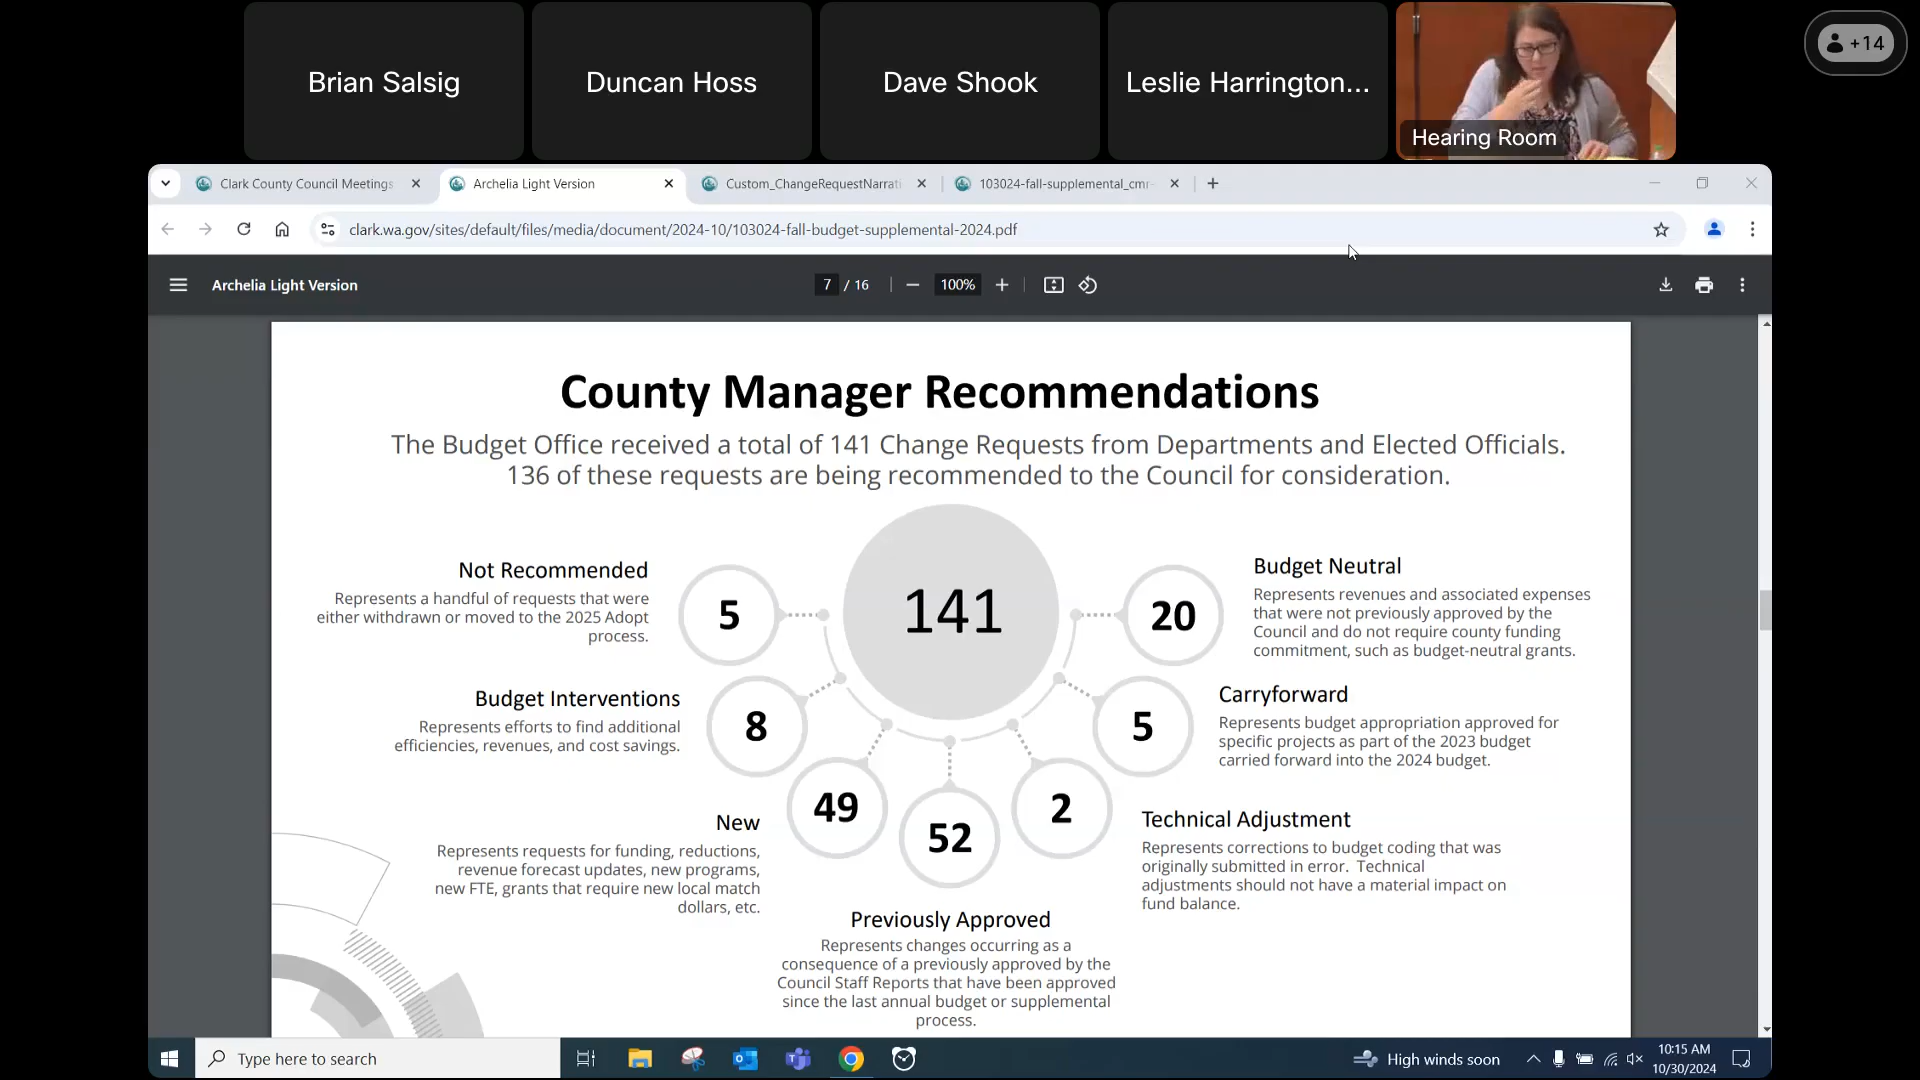 Brian Salsig
Duncan Hoss
Dave Shook
Leslie Harrington...
Hearing Room
+14
Clark County Council Meetings
Archelia Light Version
Custom_ChangeRequestNarrati
103024-fall-supplemental_cmr-
clark.wa.gov/sites/default/files/media/document/2024-10/103024-fall-budget-supplemental-2024.pdf
Archelia Light Version
7 / 16
100%
County Manager Recommendations
The Budget Office received a total of 141 Change Requests from Departments and Elected Officials.
136 of these requests are being recommended to the Council for consideration.
141
Not Recommended
Represents a handful of requests that were
either withdrawn or moved to the 2025 Adopt
process.
5
Budget Interventions
Represents efforts to find additional
efficiencies, revenues, and cost savings.
8
New
Represents requests for funding, reductions,
revenue forecast updates, new programs,
new FTE, grants that require new local match
dollars, etc.
49
52
Previously Approved
Represents changes occurring as a
consequence of a previously approved by the
Council Staff Reports that have been approved
since the last annual budget or supplemental
process.
2
Technical Adjustment
Represents corrections to budget coding that was
originally submitted in error. Technical
adjustments should not have a material impact on
fund balance.
5
Carryforward
Represents budget appropriation approved for
specific projects as part of the 2023 budget
carried forward into the 2024 budget.
20
Budget Neutral
Represents revenues and associated expenses
that were not previously approved by the
Council and do not require county funding
commitment, such as budget-neutral grants.
Type here to search
High winds soon
10:15 AM
10/30/2024